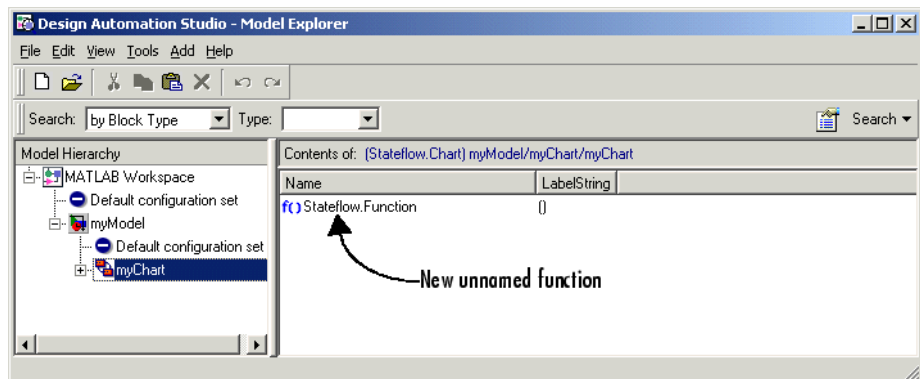 Design Automation Studio - Model Explorer
File Edit View Tools Add Help
Search: by Block Type Type: Search
Model Hierarchy
Contents of: (Stateflow.Chart) myModel/myChart/myChart
MATLAB Workspace
Name LabelString
Default configuration set
f() Stateflow.Function ()
myModel
Default configuration set
myChart
New unnamed function